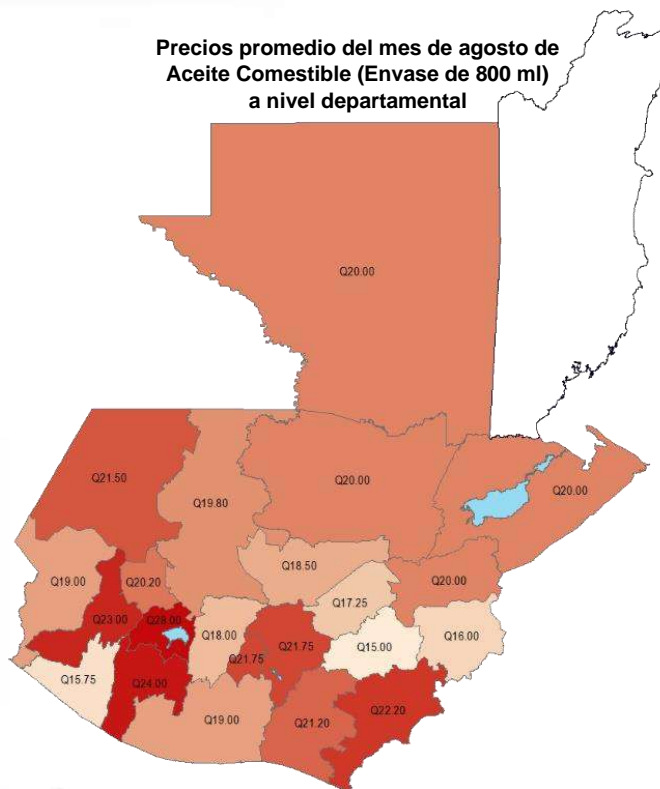 Precios promedio del mes de agosto de
Aceite Comestible (Envase de 800 ml)
a nivel departamental
Q20.00
Q21.50
Q19.80
Q20.00
Q20.00
Q18.50
Q19.00
Q20.20
Q20.00
Q17.25
Q23.00
Q28.00
Q18.00
Q21.75
Q21.75
Q15.00
Q16.00
Q15.75
Q24.00
Q19.00
Q21.20
Q22.20